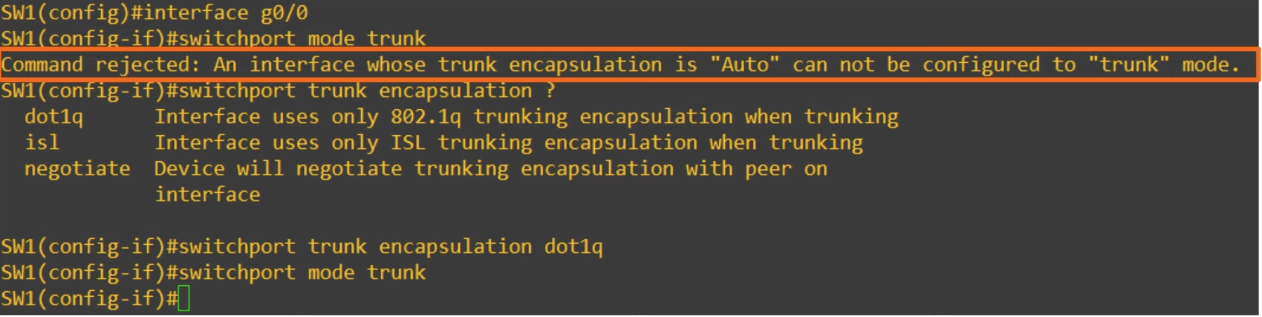 SW1(config)#interface g0/0
SW1(config-if)#switchport mode trunk
Command rejected: An interface whose trunk encapsulation is "Auto" can not be configured to "trunk" mode.
SW1(config-if)#switchport trunk encapsulation ?
  dot1q      Interface uses only 802.1q trunking encapsulation when trunking
  isl        Interface uses only ISL trunking encapsulation when trunking
  negotiate  Device will negotiate trunking encapsulation with peer on
             interface
SW1(config-if)#switchport trunk encapsulation dot1q
SW1(config-if)#switchport mode trunk
SW1(config-if)#